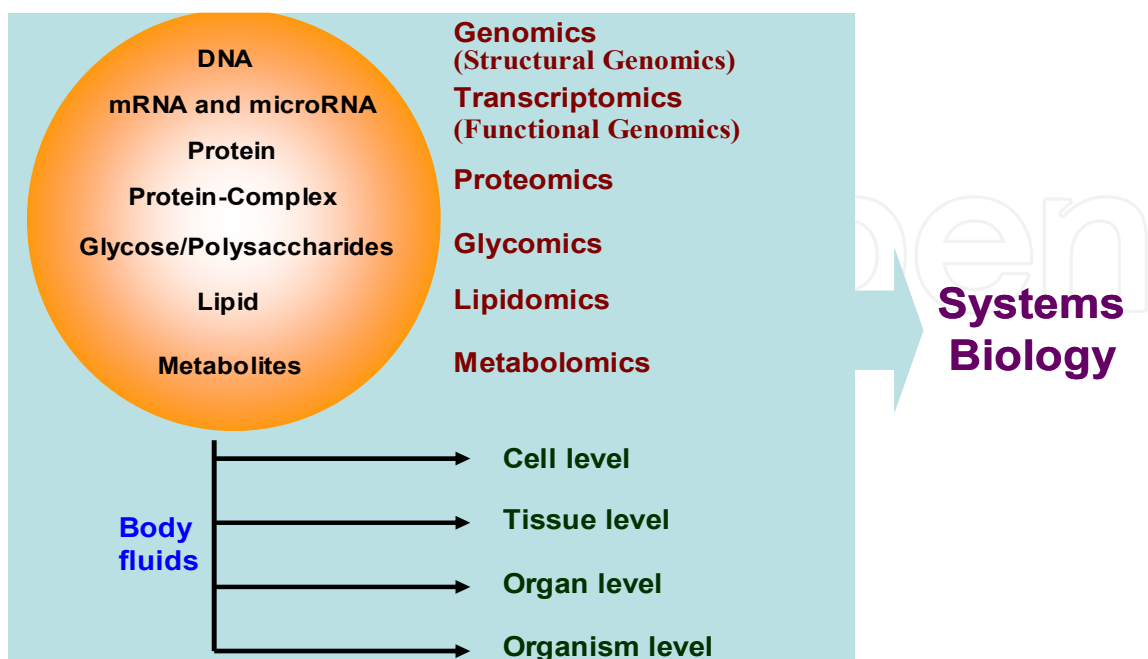 DNA
mRNA and microRNA
Protein
Protein-Complex
Glycose/Polysaccharides
Lipid
Metabolites
Genomics
(Structural Genomics)
Transcriptomics
(Functional Genomics)
Proteomics
Glycomics
Lipidomics
Metabolomics
Systems
Biology
Body
fluids
Cell level
Tissue level
Organ level
Organism level